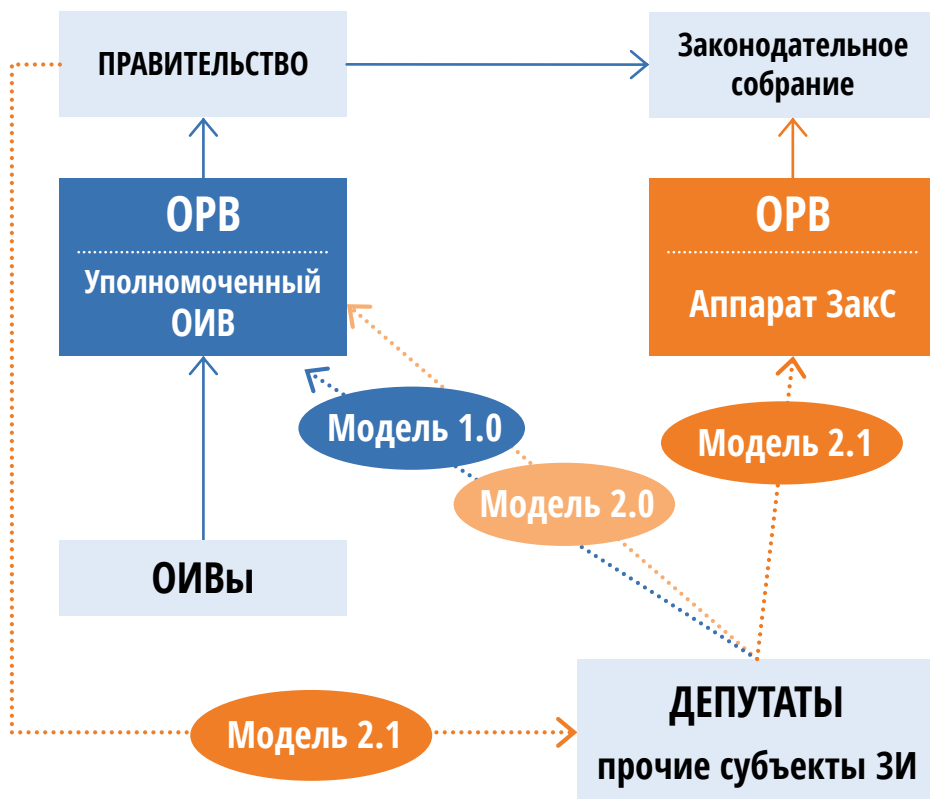 ПРАВИТЕЛЬСТВО
Законодательное
собрание
ОРВ
Уполномоченный
ОИВ
ОРВ
Аппарат ЗакС
Модель 1.0
Модель 2.1
Модель 2.0
ОИВы
ДЕПУТАТЫ
прочие субъекты ЗИ
Модель 2.1